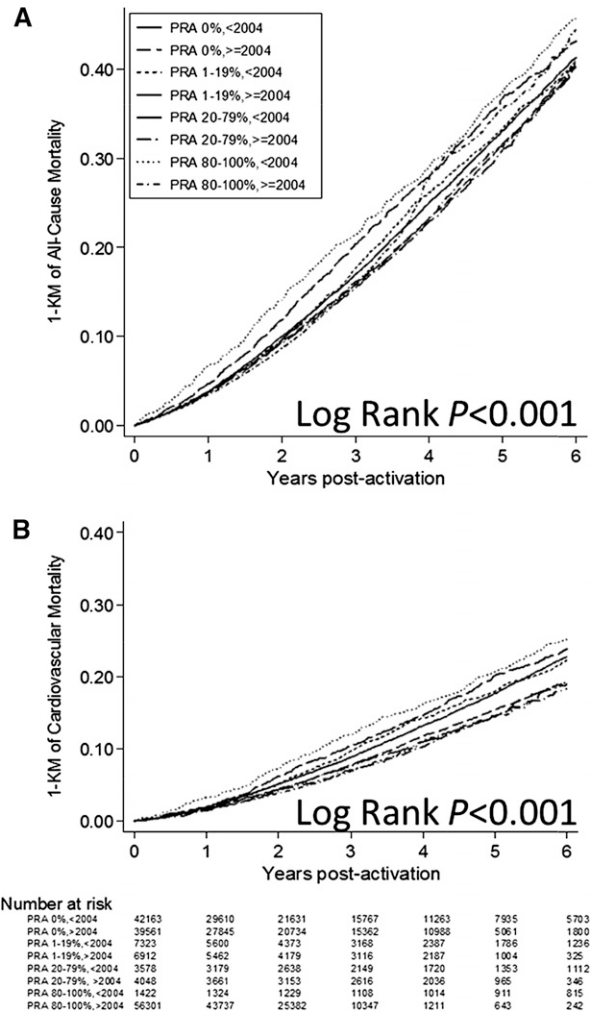 A
PRA 0%,<2004
PRA 0%,>=2004
PRA 1-19%,<2004
PRA 1-19%,>=2004
PRA 20-79%,<2004
PRA 20-79%,>=2004
PRA 80-100%,<2004
PRA 80-100%,>=2004
1-KM of All-Cause Mortality
0.40
0.30
0.20
0.10
0.00
Log Rank P<0.001
0 1 2 3 4 5 6
Years post-activation
B
1-KM of Cardiovascular Mortality
0.40
0.30
0.20
0.10
0.00
Log Rank P<0.001
0 1 2 3 4 5 6
Years post-activation
Number at risk
PRA 0%,<2004 42163 29610 21631 15767 11263 7935 5703
PRA 0%,>2004 39561 27845 20734 15362 10988 5061 1800
PRA 1-19%,<2004 7323 5600 4373 3168 2387 1786 1236
PRA 1-19%,>2004 6912 5462 4179 3116 2187 1004 325
PRA 20-79%,<2004 3578 3179 2638 2149 1720 1353 1112
PRA 20-79%, >2004 4048 3661 3153 2616 2036 965 346
PRA 80-100%,<2004 1422 1324 1229 1108 1014 911 815
PRA 80-100%,>2004 56301 43737 25382 10347 1211 643 242